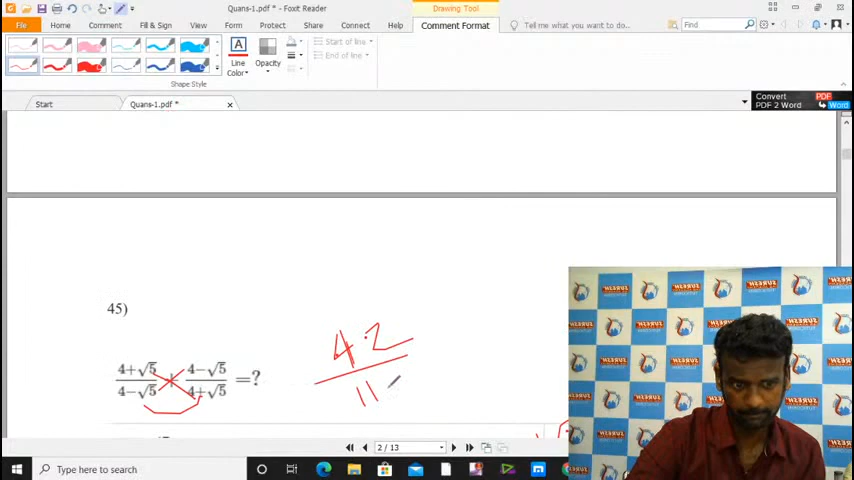 Quans-1.pdf * - Foxit Reader
Drawing Tool
File Home Comment Fill & Sign View Form Protect Share Connect Help Comment Format Tell me what you want to do... Find
Line Color Opacity Start of line
End of line
Shape Style
Start Quans-1.pdf * Convert PDF
PDF 2 Word Word
45)
4+√5 / 4−√5 + 4−√5 / 4+√5 =?
42
11
2 / 13
Type here to search